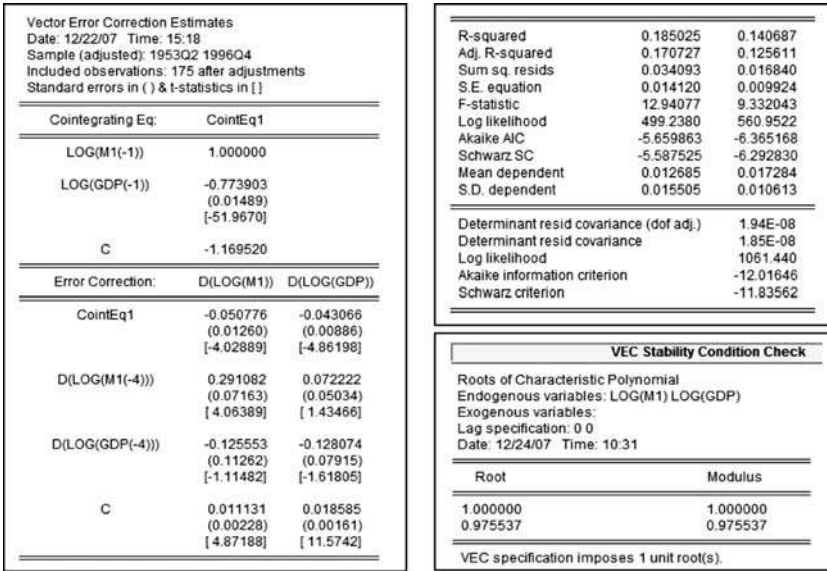 Vector Error Correction Estimates
Date: 12/22/07 Time: 15:18
Sample (adjusted): 1953Q2 1996Q4
Included observations: 175 after adjustments
Standard errors in ( ) & t-statistics in [ ]
Cointegrating Eq: CointEq1
LOG(M1(-1)) 1.000000
LOG(GDP(-1)) -0.773903
(0.01489)
[-51.9670]
C -1.169520
Error Correction: D(LOG(M1)) D(LOG(GDP))
CointEq1 -0.050776 -0.043066
(0.01260) (0.00886)
[-4.02889] [-4.86198]
D(LOG(M1(-4))) 0.291082 0.072222
(0.07163) (0.05034)
[ 4.06389] [ 1.43466]
D(LOG(GDP(-4))) -0.125553 -0.128074
(0.11262) (0.07915)
[-1.11482] [-1.61805]
C 0.011131 0.018585
(0.00228) (0.00161)
[ 4.87188] [ 11.5742]
R-squared 0.185025 0.140687
Adj. R-squared 0.170727 0.125611
Sum sq. resids 0.034093 0.016840
S.E. equation 0.014120 0.009924
F-statistic 12.94077 9.332043
Log likelihood 499.2380 560.9522
Akaike AIC -5.659863 -6.365168
Schwarz SC -5.587525 -6.292830
Mean dependent 0.012685 0.017284
S.D. dependent 0.015505 0.010613
Determinant resid covariance (dof adj.) 1.94E-08
Determinant resid covariance 1.85E-08
Log likelihood 1061.440
Akaike information criterion -12.01646
Schwarz criterion -11.83562
VEC Stability Condition Check
Roots of Characteristic Polynomial
Endogenous variables: LOG(M1) LOG(GDP)
Exogenous variables:
Lag specification: 0 0
Date: 12/24/07 Time: 10:31
Root Modulus
1.000000 1.000000
0.975537 0.975537
VEC specification imposes 1 unit root(s).